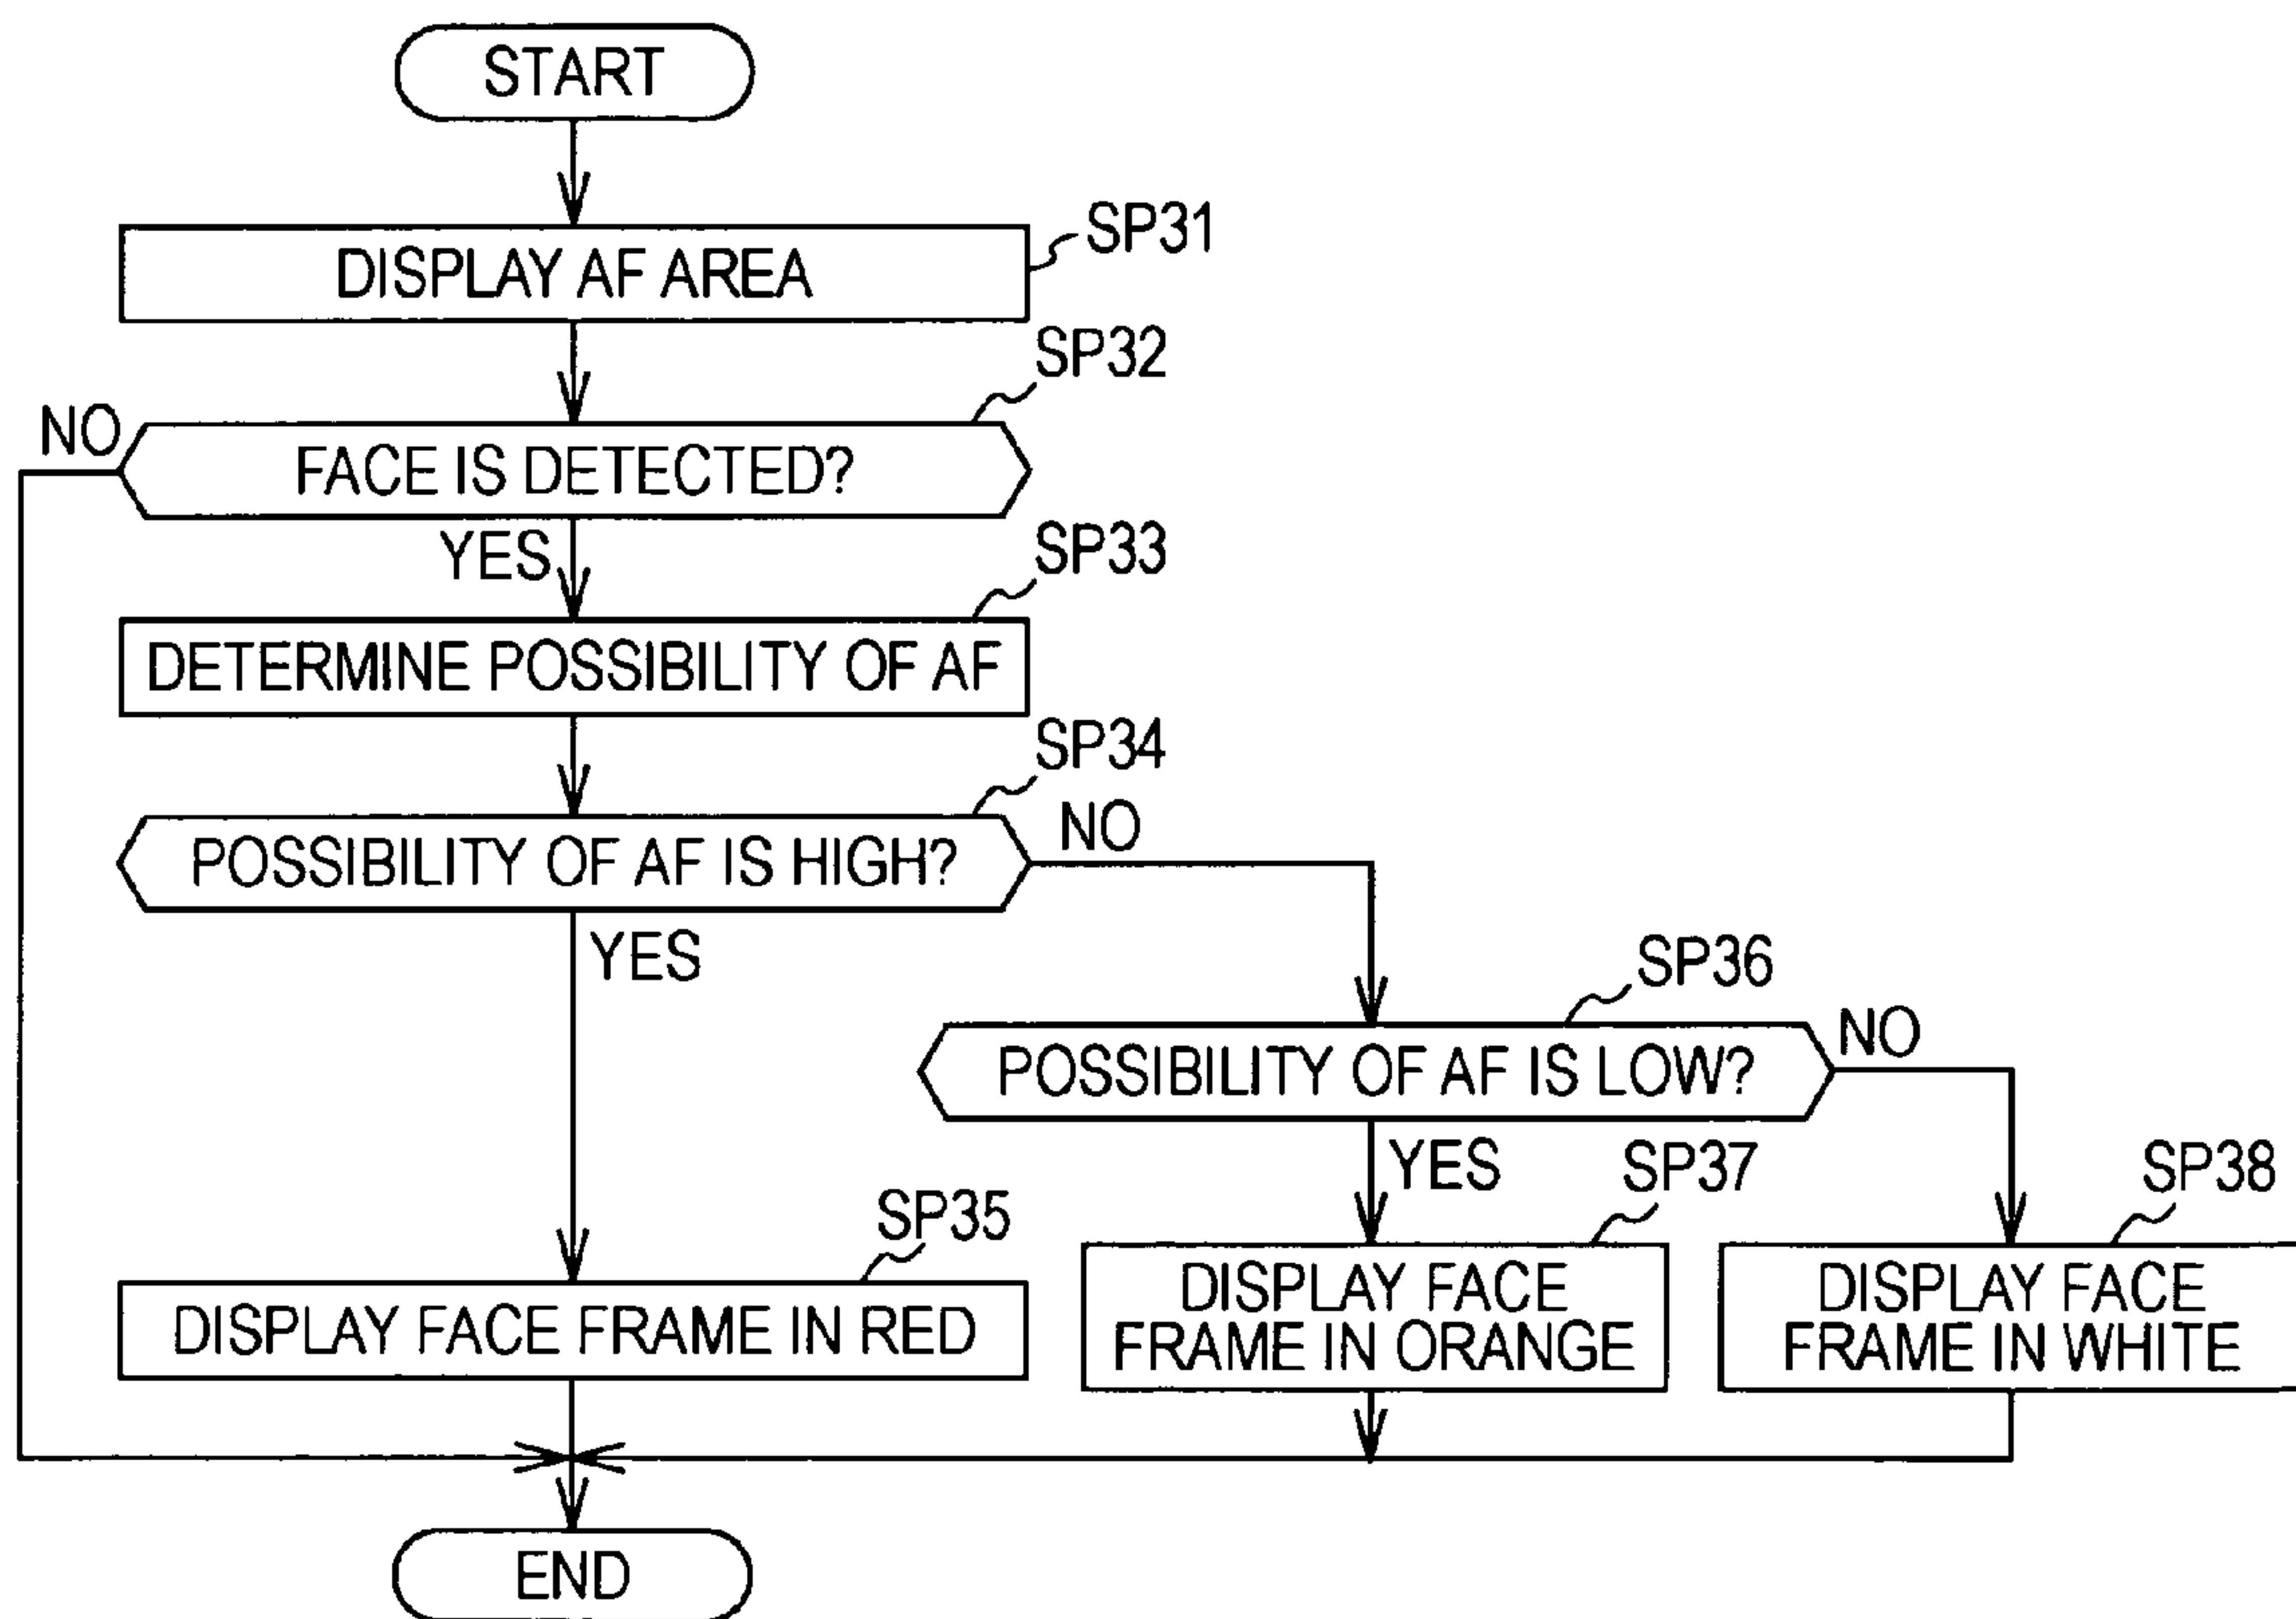 START
SP31
DISPLAY AF AREA
SP32
NO
FACE IS DETECTED?
YES
SP33
DETERMINE POSSIBILITY OF AF
SP34
POSSIBILITY OF AF IS HIGH?
NO
YES
SP36
POSSIBILITY OF AF IS LOW?
NO
YES
SP37
SP38
SP35
DISPLAY FACE FRAME IN RED
DISPLAY FACE
FRAME IN ORANGE
DISPLAY FACE
FRAME IN WHITE
END